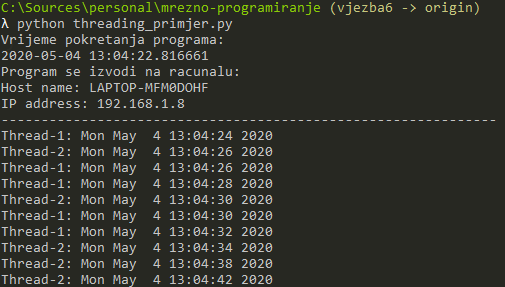 C:\Sources\personal\mrezno-programiranje (vjezba6 -> origin)
λ python threading_primjer.py
Vrijeme pokretanja programa:
2020-05-04 13:04:22.816661
Program se izvodi na racunalu:
Host name: LAPTOP-MFM0DOHF
IP address: 192.168.1.8
--------------------------------------------------------------
Thread-1: Mon May  4 13:04:24 2020
Thread-2: Mon May  4 13:04:26 2020
Thread-1: Mon May  4 13:04:26 2020
Thread-1: Mon May  4 13:04:28 2020
Thread-2: Mon May  4 13:04:30 2020
Thread-1: Mon May  4 13:04:30 2020
Thread-1: Mon May  4 13:04:32 2020
Thread-2: Mon May  4 13:04:34 2020
Thread-2: Mon May  4 13:04:38 2020
Thread-2: Mon May  4 13:04:42 2020